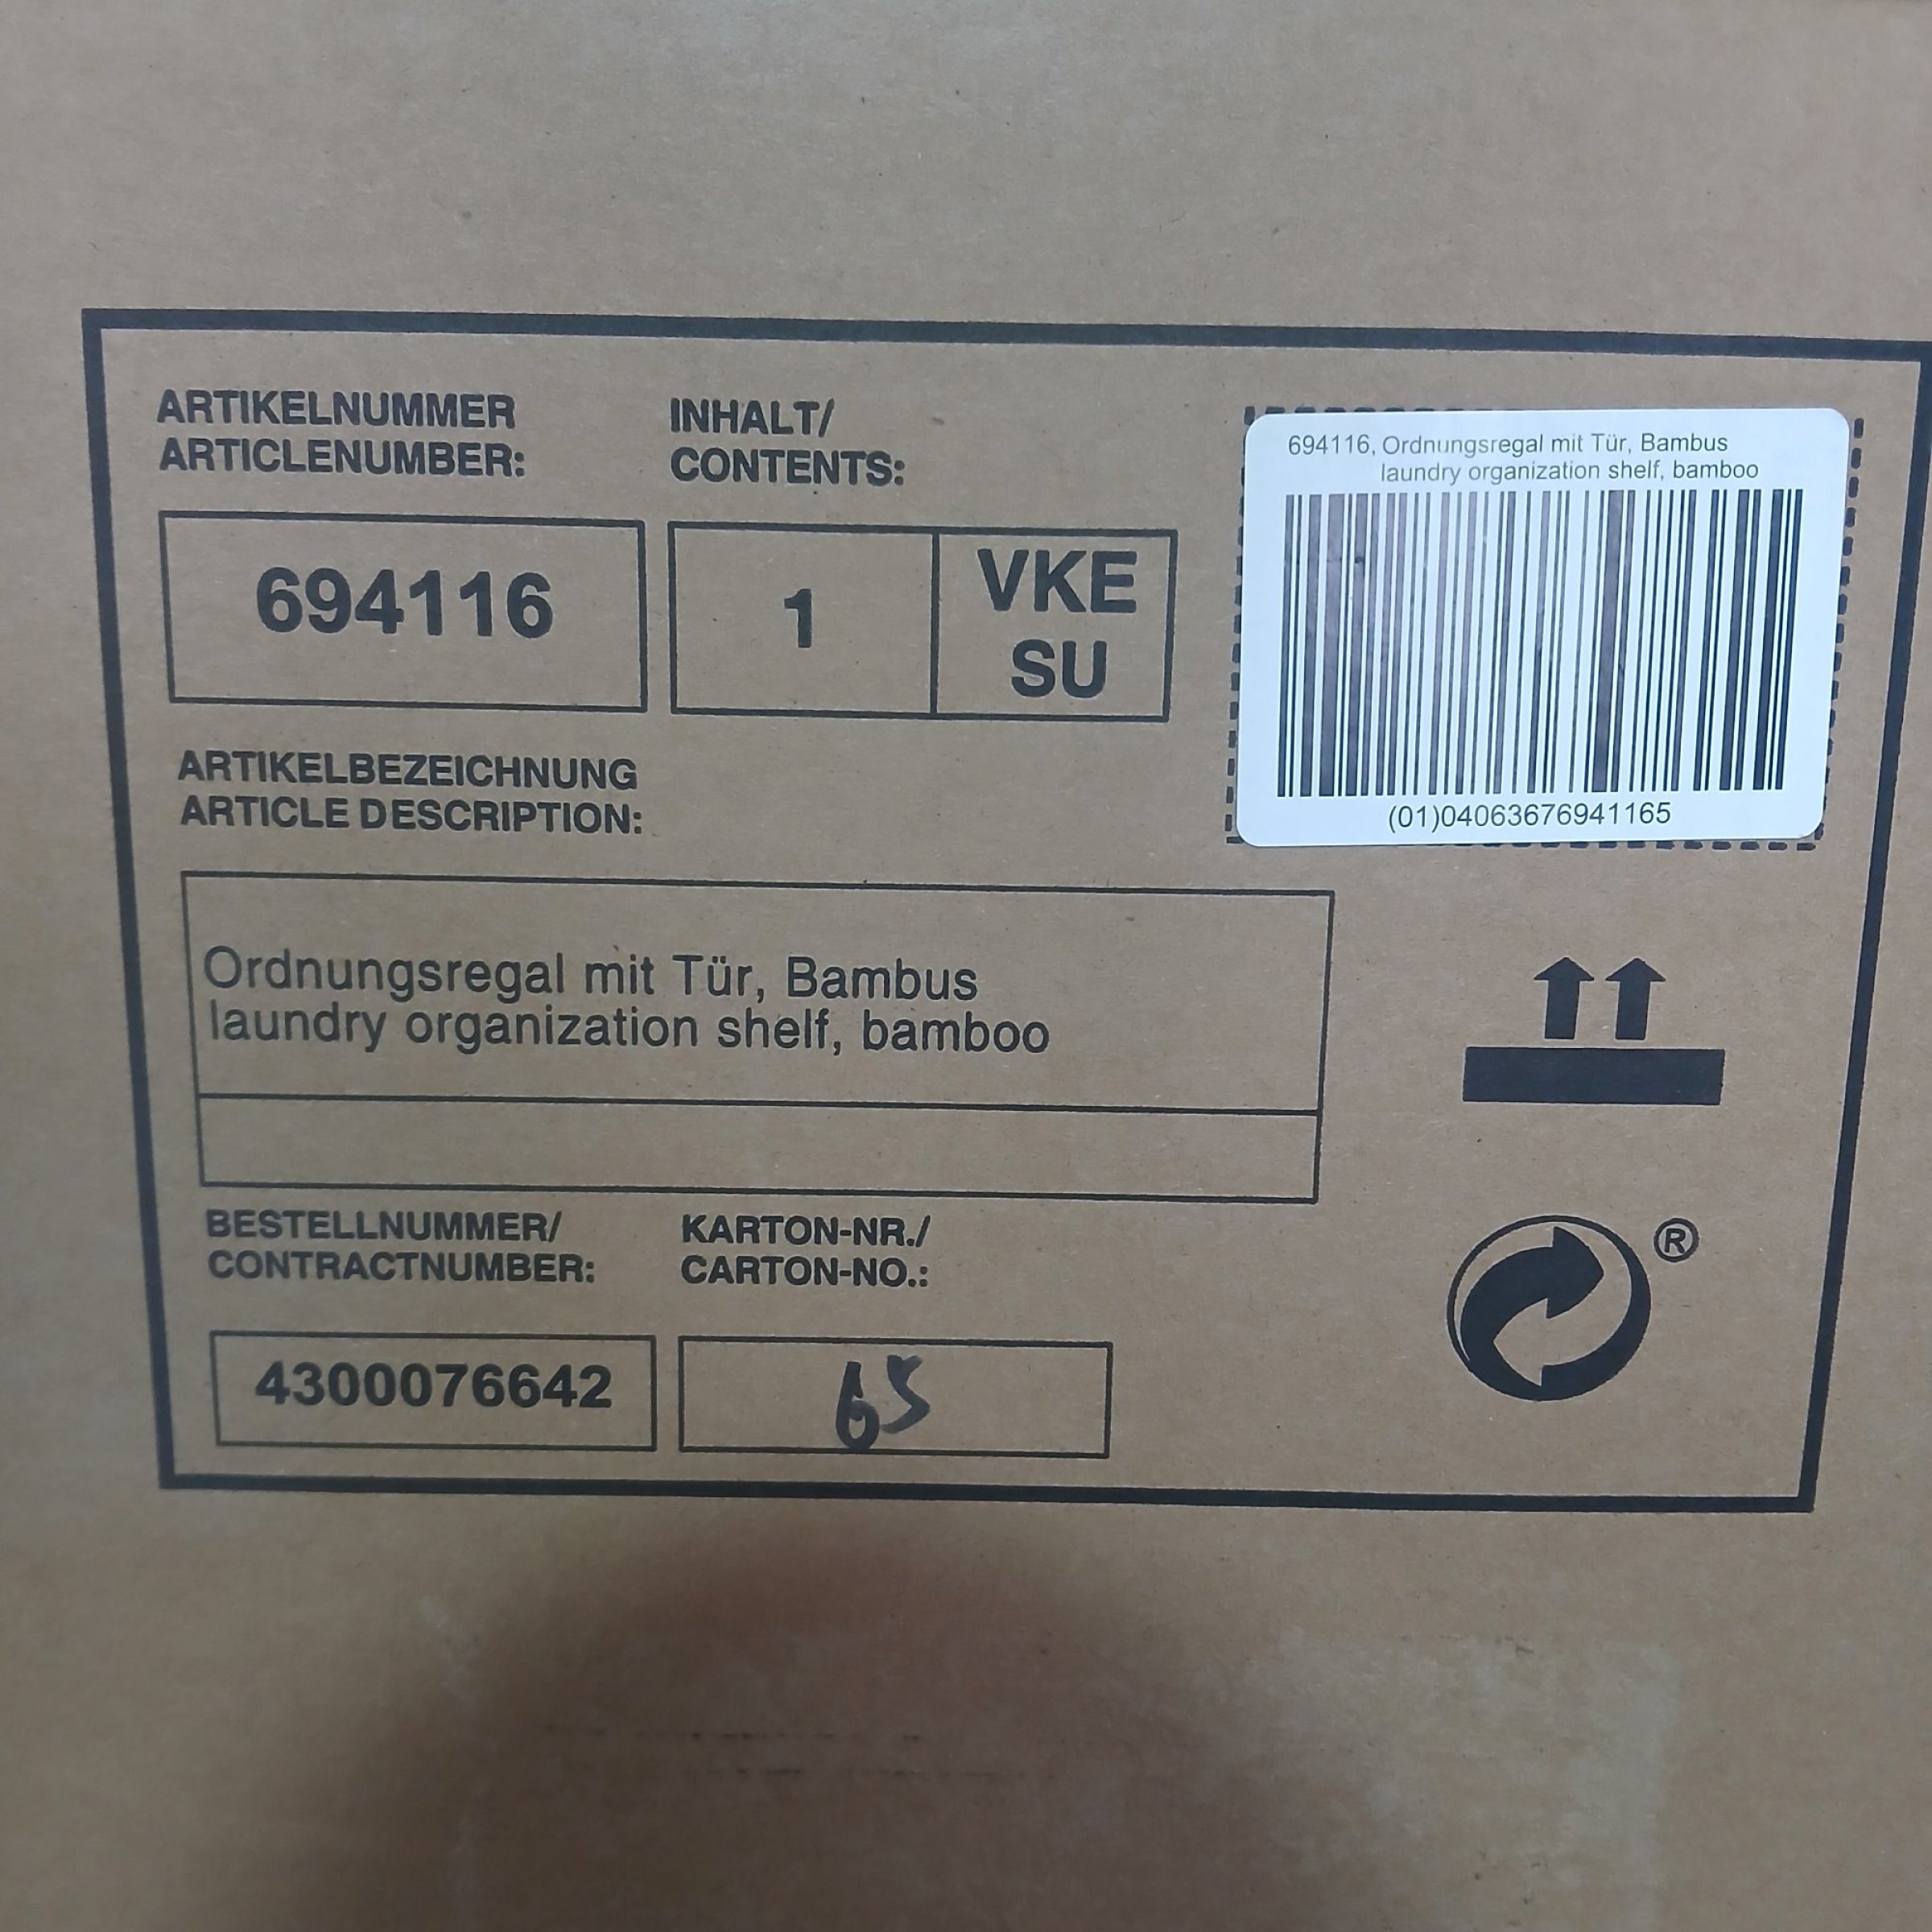 ARTIKELNUMMER
ARTICLENUMBER:
694116
INHALT/
CONTENTS:
1
VKE
SU
694116, Ordnungsregal mit Tür, Bambus
laundry organization shelf, bamboo
(01)04063676941165
ARTIKELBEZEICHNUNG
ARTICLE DESCRIPTION:
Ordnungsregal mit Tür, Bambus
laundry organization shelf, bamboo
BESTELLNUMMER/
CONTRACTNUMBER:
4300076642
KARTON-NR./
CARTON-NO.:
65
®